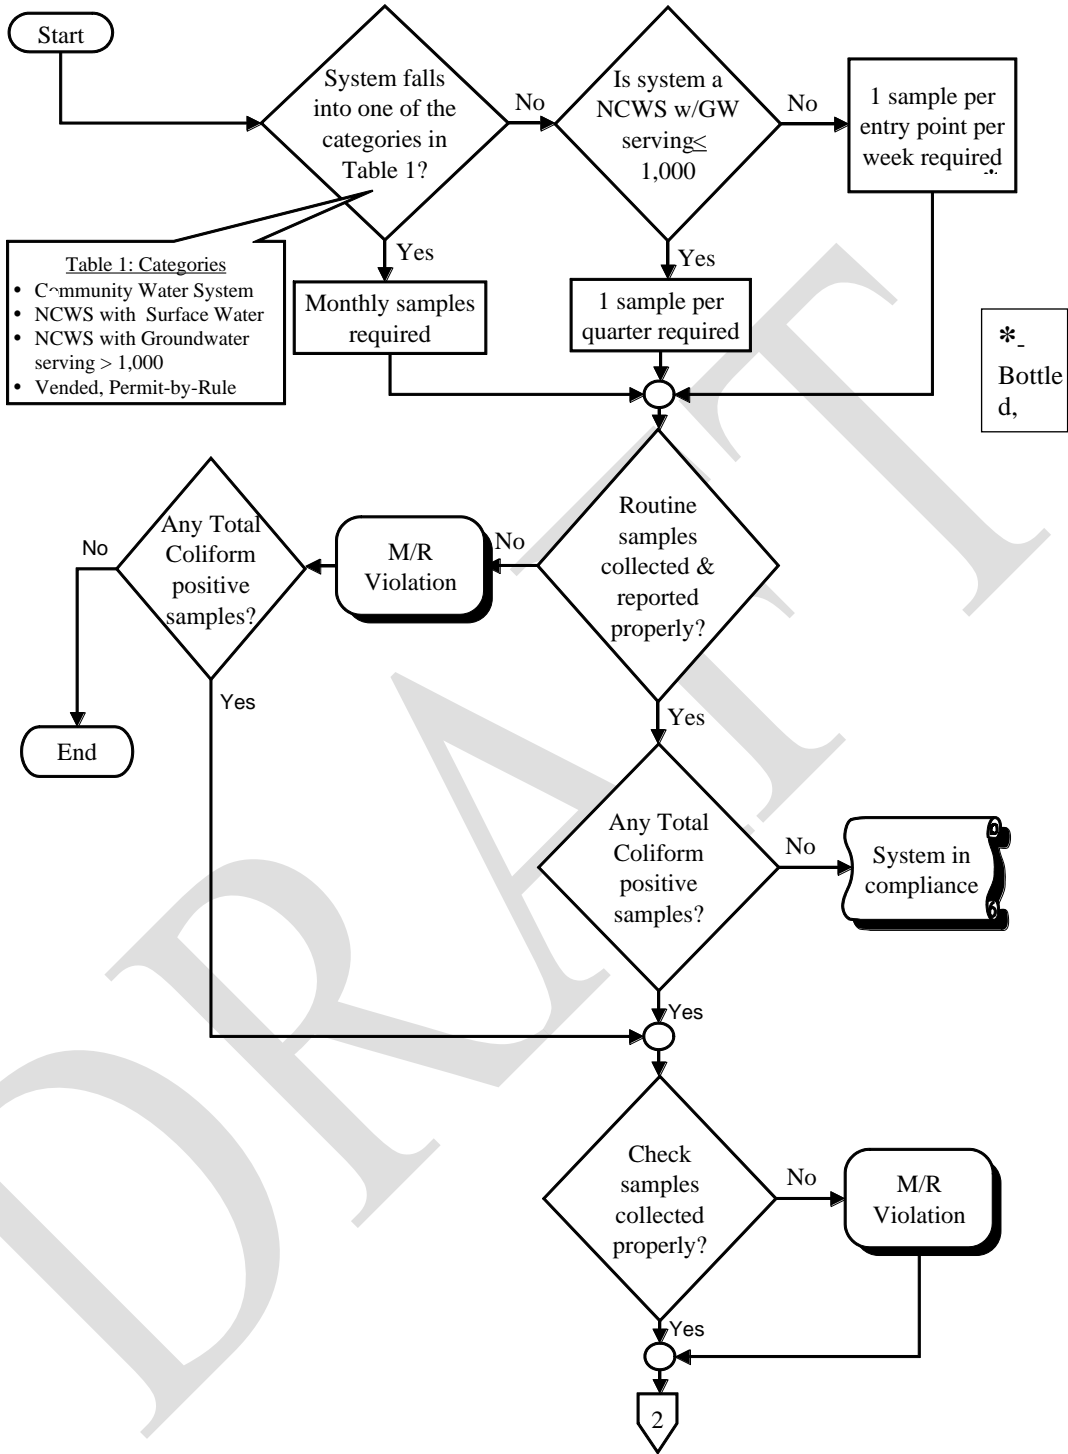 Start
System falls
into one of the
categories in
Table 1?
No
Is system a
NCWS w/GW
serving≤
1,000
No
1 sample per
entry point per
week required
*
Yes
Yes
Table 1: Categories
• Community Water System
• NCWS with Surface Water
• NCWS with Groundwater
serving > 1,000
• Vended, Permit-by-Rule
Monthly samples
required
1 sample per
quarter required
*-
Bottle
d,
Routine
samples
collected &
reported
properly?
No
M/R
Violation
Any Total
Coliform
positive
samples?
No
Yes
End
Yes
Any Total
Coliform
positive
samples?
No
System in
compliance
Yes
Check
samples
collected
properly?
No
M/R
Violation
Yes
2
DRAFT